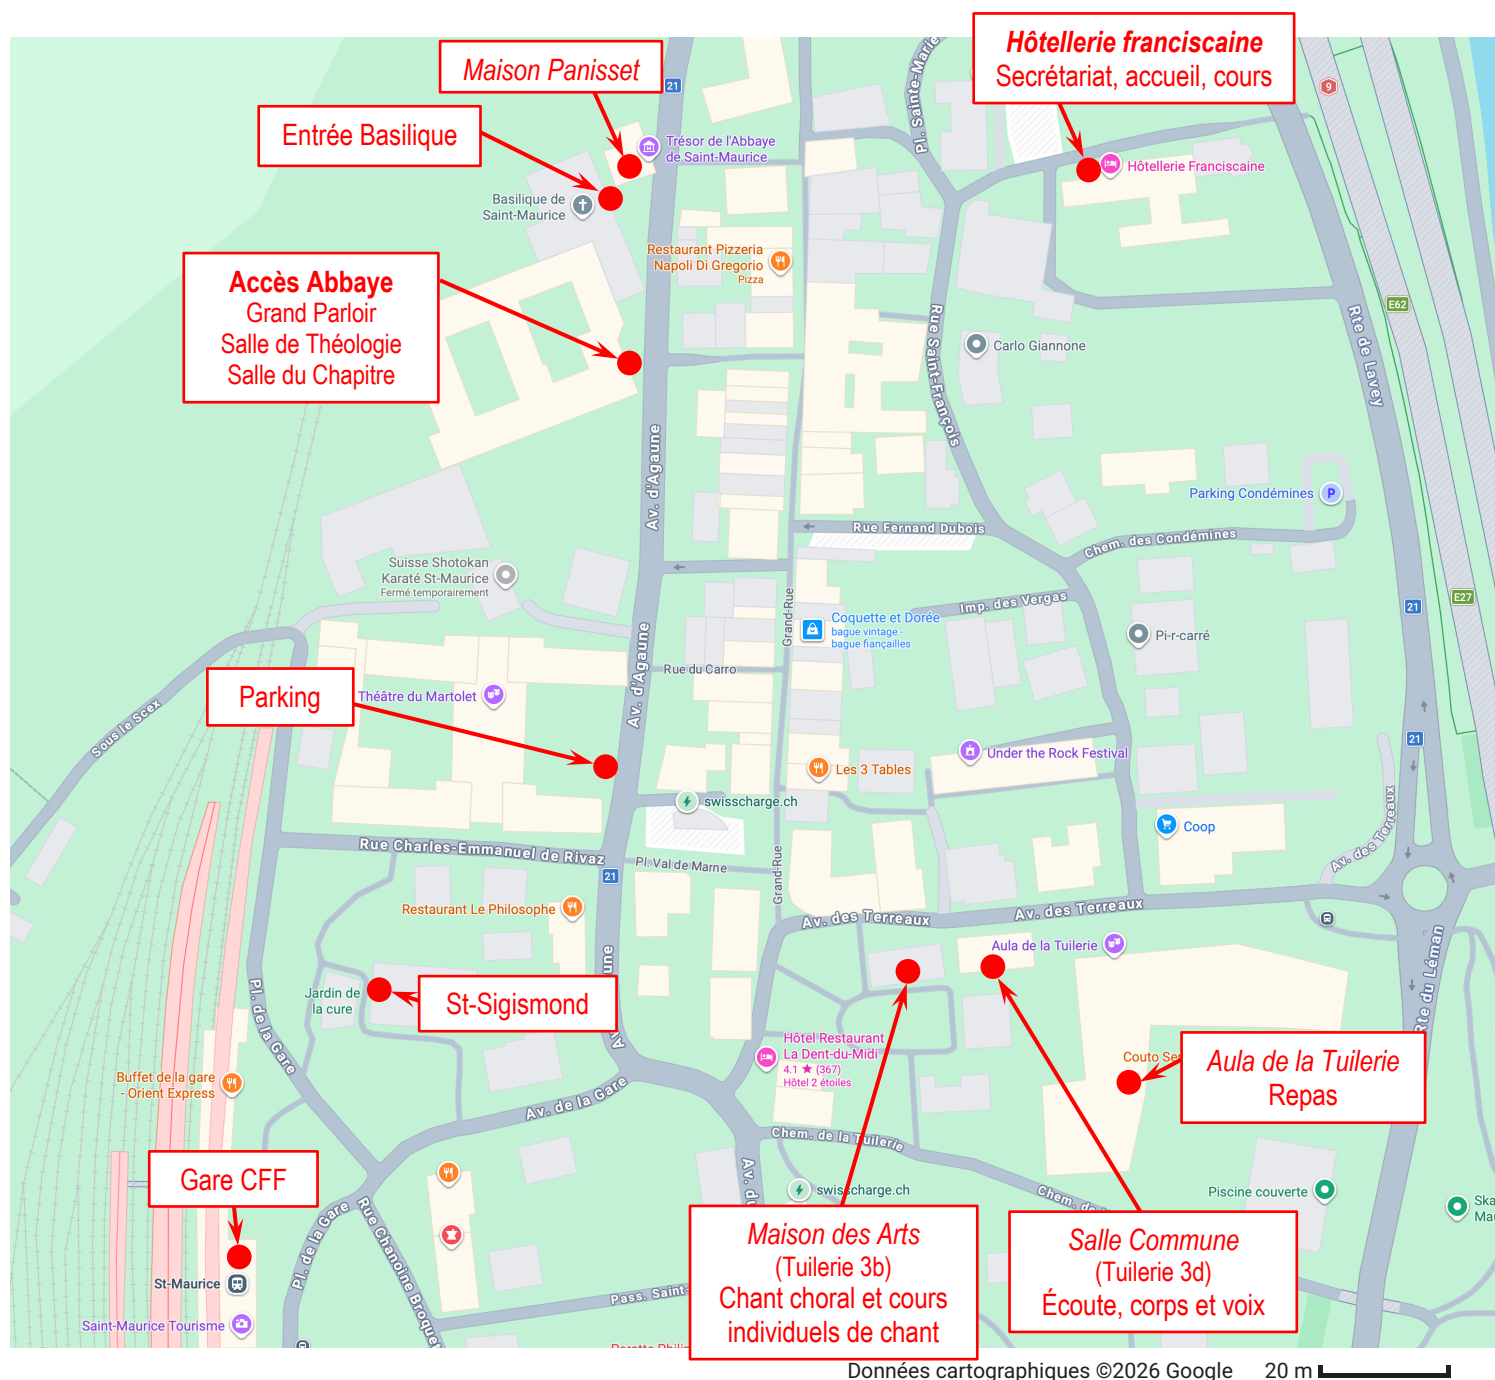 Maison Panisset
Hôtellerie franciscaine
Secrétariat, accueil, cours
Entrée Basilique
21
9
Pl. Sainte-Marie
Trésor de l'Abbaye
de Saint-Maurice
Hôtellerie Franciscaine
Basilique de
Saint-Maurice
Restaurant Pizzeria
Napoli Di Gregorio
Pizza
Accès Abbaye
Grand Parloir
Salle de Théologie
Salle du Chapitre
E62
Rte de Lavey
Rue Saint-François
Carlo Giannone
Av. d'Agaune
Parking Condémines
P
Rue Fernand Dubois
Chem. des Condémines
Suisse Shotokan
Karaté St-Maurice
Fermé temporairement
Grand-Rue
Imp. des Vergas
E27
21
Coquette et Dorée
bague vintage -
bague fiançailles
Pi-r-carré
Rue du Carro
Av. d'Agaune
Parking
Théâtre du Martolet
Sous le Scex
21
Under the Rock Festival
Les 3 Tables
swisscharge.ch
Coop
Av. des Terreaux
Rue Charles-Emmanuel de Rivaz
Pl. Val de Marne
21
Grand-Rue
Restaurant Le Philosophe
Av. des Terreaux
Av. des Terreaux
Aula de la Tuilerie
Rte du Léman
Pl. de la Gare
Jardin de
la cure
St-Sigismond
Hôtel Restaurant
La Dent-du-Midi
4.1 ★ (367)
Hôtel 2 étoiles
Aula de la Tuilerie
Repas
Buffet de la gare
- Orient Express
Av. de la Gare
Chem. de la Tuilerie
Gare CFF
swisscharge.ch
Piscine couverte
Pl. de la Gare
Rue Chanoine Broquet
Maison des Arts
(Tuilerie 3b)
Chant choral et cours
individuels de chant
Salle Commune
(Tuilerie 3d)
Écoute, corps et voix
St-Maurice
Saint-Maurice Tourisme
Données cartographiques ©2026 Google 20 m